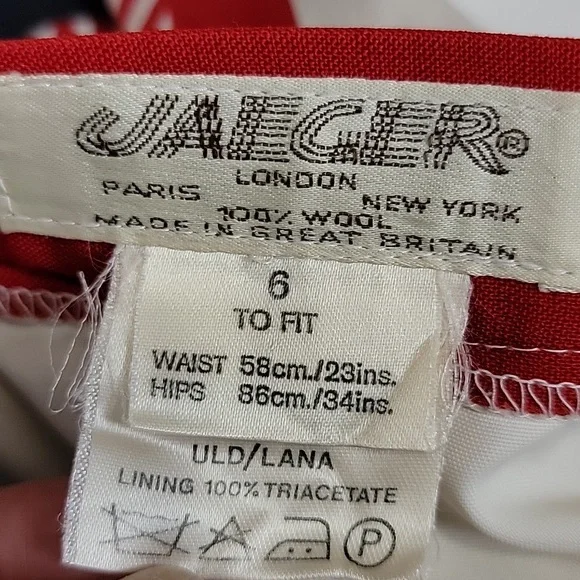 JAEGER®
LONDON
PARIS NEW YORK
100% WOOL
MADE IN GREAT BRITAIN
6
TO FIT
WAIST 58cm./23ins.
HIPS 86cm./34ins.
ULD/LANA
LINING 100% TRIACETATE
P